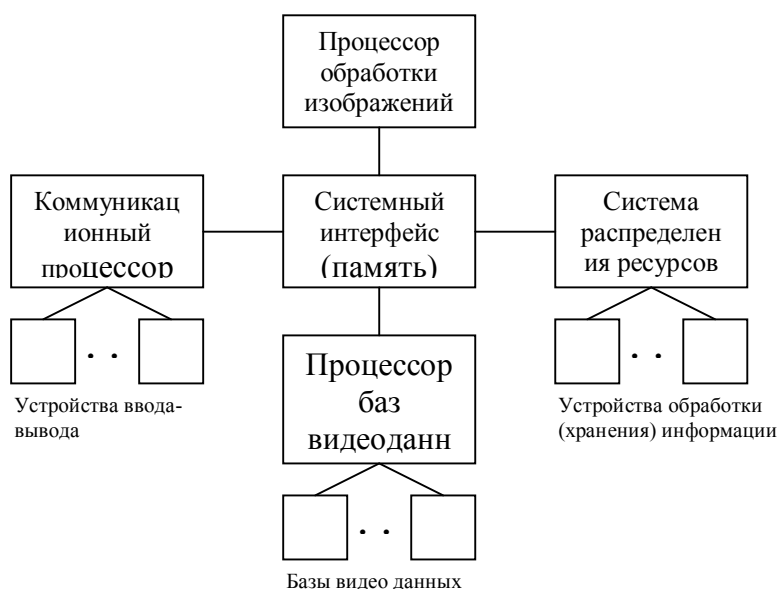 Процессор
обработки
изображений
Коммуникац
ионный
процессор
Системный
интерфейс
(память)
Система
распределен
ия ресурсов
. .
. .
Устройства ввода-
вывода
Процессор
баз
видеоданн
Устройства обработки
(хранения) информации
. .
Базы видео данных